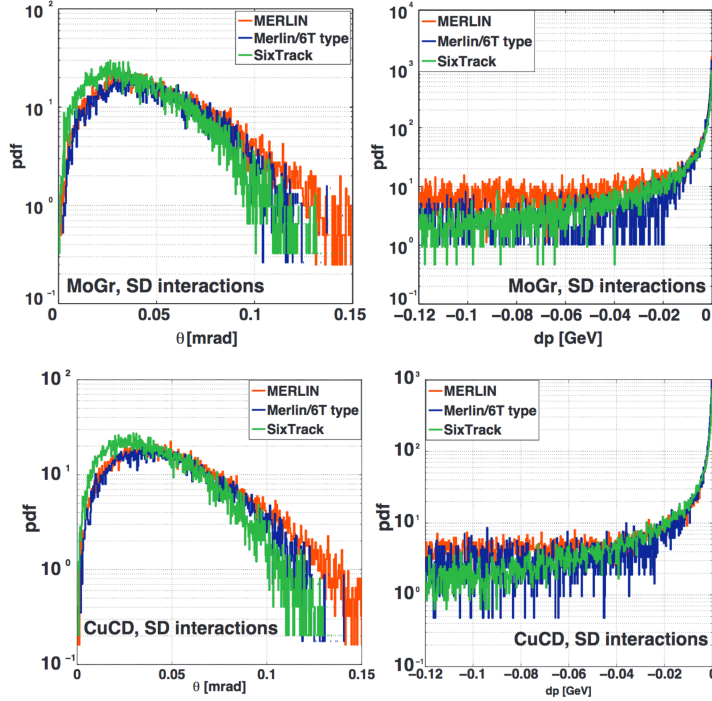 10²
MERLIN
Merlin/6T type
SixTrack
10¹
pdf
10⁰
MoGr, SD interactions
10⁻¹
0 0.05 0.1 0.15
θ [mrad]
10⁴
MERLIN
Merlin/6T type
SixTrack
10³
10²
pdf
10¹
10⁰
MoGr, SD interactions
10⁻¹
−0.12 −0.1 −0.08 −0.06 −0.04 −0.02 0
dp [GeV]
10²
MERLIN
Merlin/6T type
SixTrack
10¹
pdf
10⁰
CuCD, SD interactions
10⁻¹
0 0.05 0.1 0.15
θ [mrad]
10³
MERLIN
Merlin/6T type
SixTrack
10²
pdf
10¹
10⁰
CuCD, SD interactions
10⁻¹
−0.12 −0.1 −0.08 −0.06 −0.04 −0.02 0
dp [GeV]